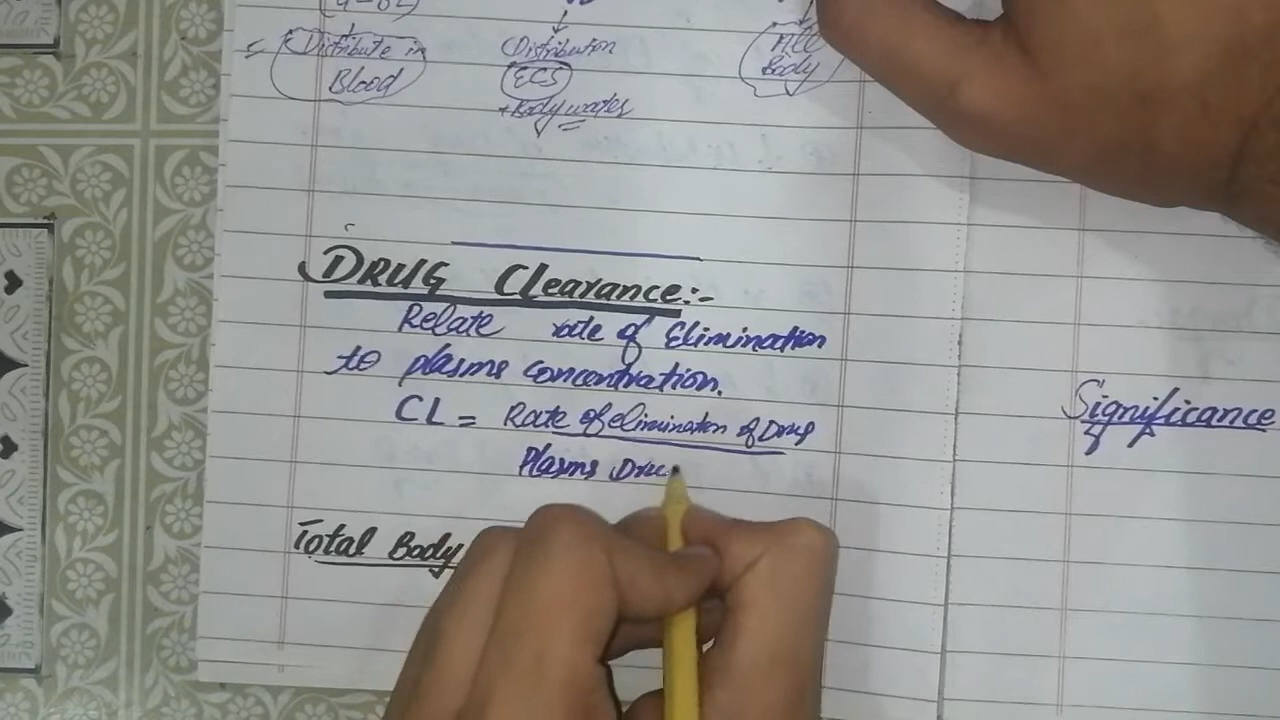 Distribute in
Blood
Distribution
ECS
+ Body water
All
Body
DRUG Clearance:-
Relate rate of Elimination
to plasma concentration.
CL = Rate of elimination of Drug
Plasma Dru
Total Body
Significance